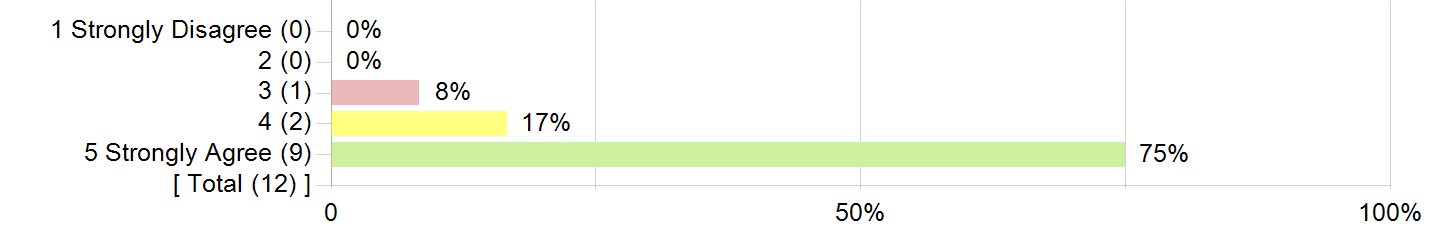 1 Strongly Disagree (0) 0%
2 (0) 0%
3 (1) 8%
4 (2) 17%
5 Strongly Agree (9) 75%
[ Total (12) ]
0 50% 100%